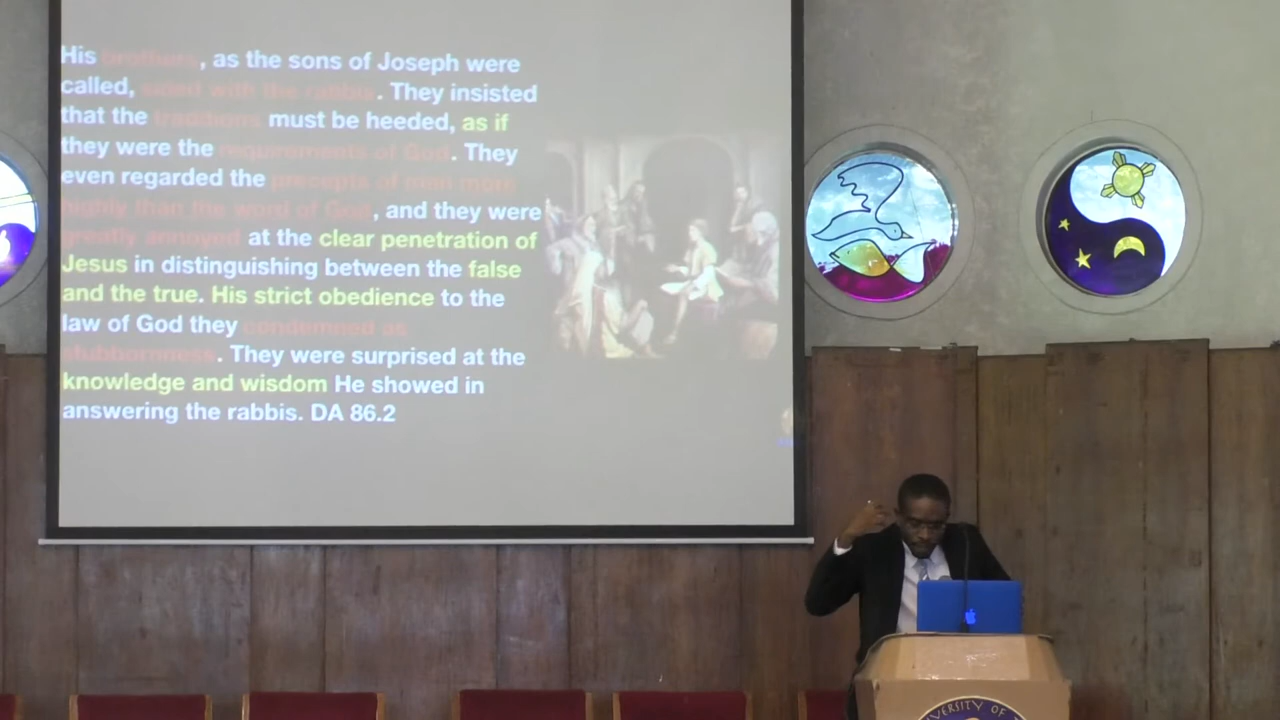 His brothers, as the sons of Joseph were
called, sided with the rabbis. They insisted
that the traditions must be heeded, as if
they were the requirements of God. They
even regarded the precepts of men more
highly than the word of God, and they were
greatly annoyed at the clear penetration of
Jesus in distinguishing between the false
and the true. His strict obedience to the
law of God they condemned as
stubbornness. They were surprised at the
knowledge and wisdom He showed in
answering the rabbis. DA 86.2
VERSITY OF